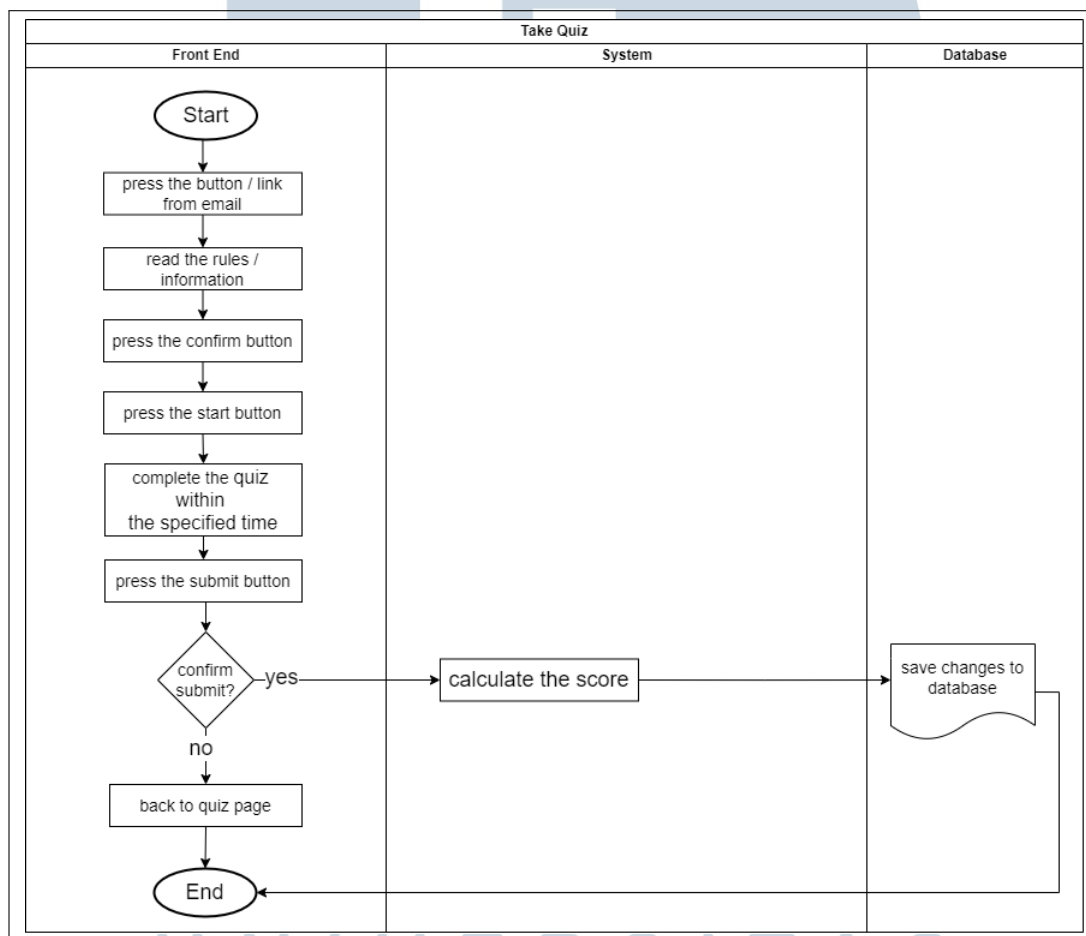 Take Quiz
Front End
System
Database
Start
press the button / link
from email
read the rules /
information
press the confirm button
press the start button
complete the quiz
within
the specified time
press the submit button
confirm
submit?
yes
calculate the score
save changes to
database
no
back to quiz page
End